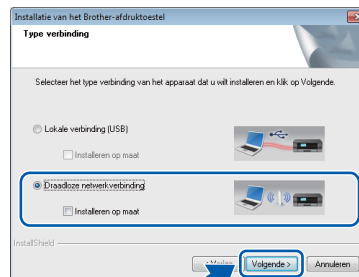 Installatie van het Brother-afdruktoestel
Type verbinding
Selecteer het type verbinding van het apparaat dat u wilt installeren en klik op Volgende.
Lokale verbinding (USB)
Installeren op maat
Draadloze netwerkverbinding
Installeren op maat
InstallShield
Volgende >
Annuleren